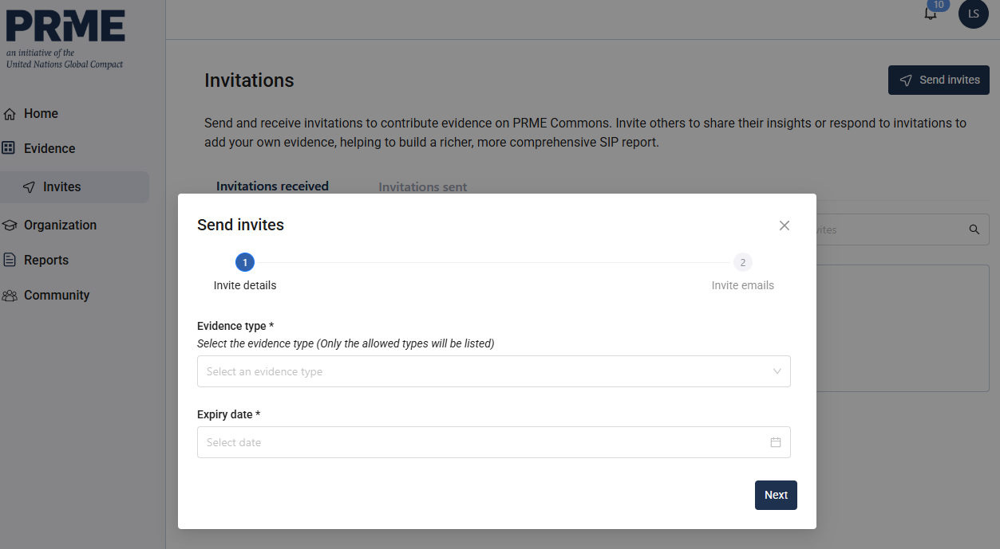 PRME
an initiative of the
United Nations Global Compact
10
LS
Home
Evidence
Invites
Organization
Reports
Community
Invitations
Send invites
Send and receive invitations to contribute evidence on PRME Commons. Invite others to share their insights or respond to invitations to
add your own evidence, helping to build a richer, more comprehensive SIP report.
Invitations received
Invitations sent
Send invites
1
2
Invite details
Invite emails
Evidence type *
Select the evidence type (Only the allowed types will be listed)
Select an evidence type
Expiry date *
Select date
Next